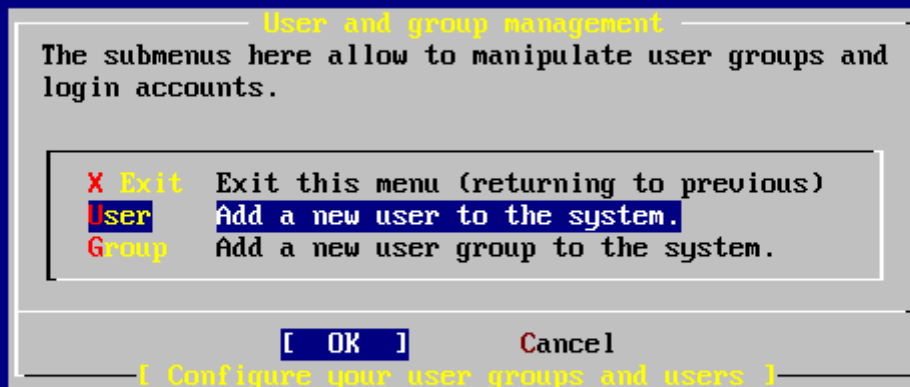 User and group management
The submenus here allow to manipulate user groups and
login accounts.
X Exit Exit this menu (returning to previous)
User Add a new user to the system.
Group Add a new user group to the system.
[ OK ] Cancel
[ Configure your user groups and users ]